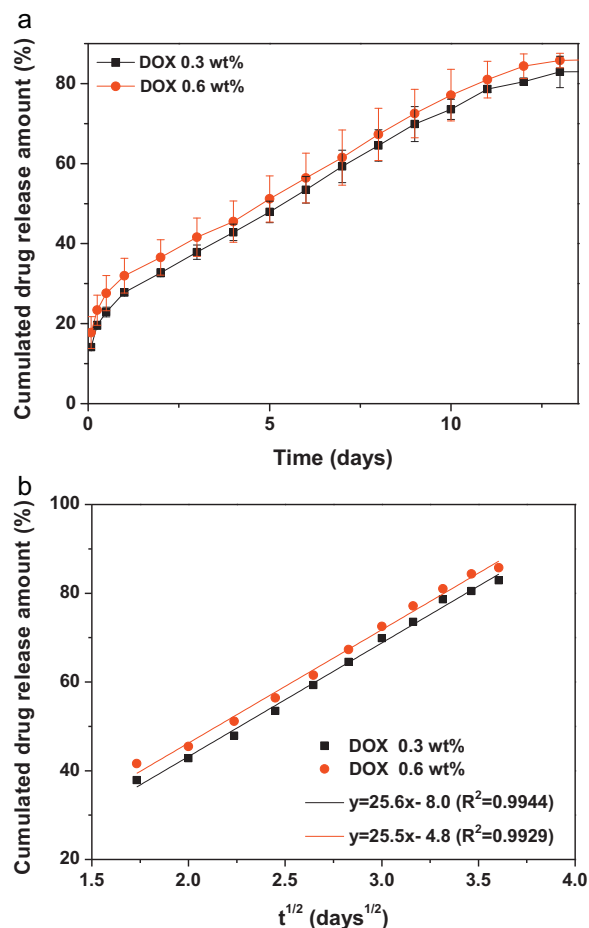 a
Cumulated drug release amount (%)
80
60
40
20
0
DOX 0.3 wt%
DOX 0.6 wt%
0
5
10
Time (days)
b
Cumulated drug release amount (%)
100
80
60
40
20
DOX 0.3 wt%
DOX 0.6 wt%
y=25.6x- 8.0 (R²=0.9944)
y=25.5x- 4.8 (R²=0.9929)
1.5
2.0
2.5
3.0
3.5
4.0
t^1/2 (days^1/2)